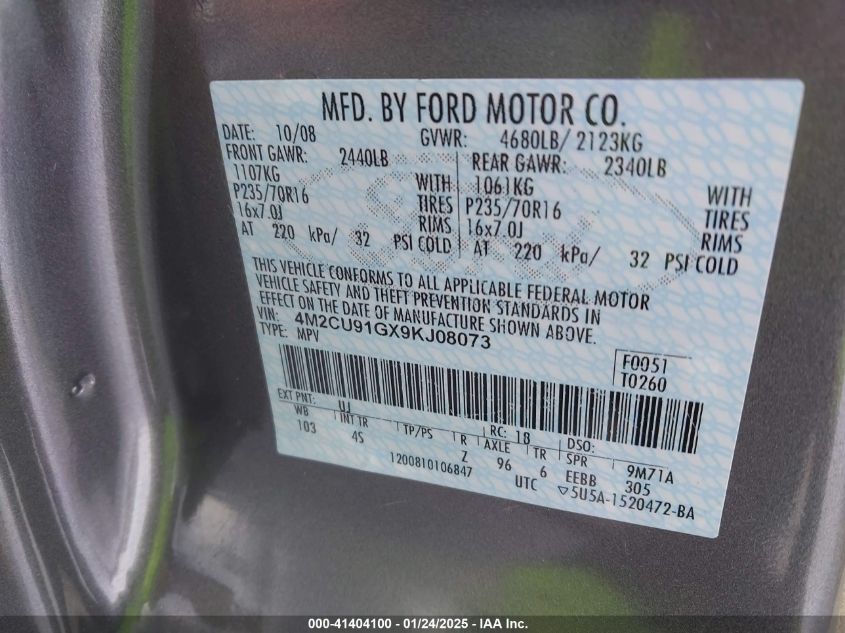 MFD. BY FORD MOTOR CO.
DATE: 10/08 GVWR: 4680LB/ 2123KG
FRONT GAWR: 2440LB REAR GAWR: 2340LB
1107KG WITH 1061KG WITH
P235/70R16 TIRES P235/70R16 TIRES
16x7.0J RIMS 16x7.0J RIMS
AT 220 kPa/ 32 PSI COLD AT 220 kPa/ 32 PSI COLD
THIS VEHICLE CONFORMS TO ALL APPLICABLE FEDERAL MOTOR
VEHICLE SAFETY AND THEFT PREVENTION STANDARDS IN
EFFECT ON THE DATE OF MANUFACTURE SHOWN ABOVE.
VIN: 4M2CU91GX9KJ08073
TYPE: MPV
F0051
T0260
EXT PNT: UJ RC: 18 DSO:
WB INT TR TP/PS R AXLE TR SPR 9M71A
103 4S Z 96 6 EEBB 305
1200810106847 UTC ▽5U5A-1520472-BA
000-41404100 - 01/24/2025 - IAA Inc.